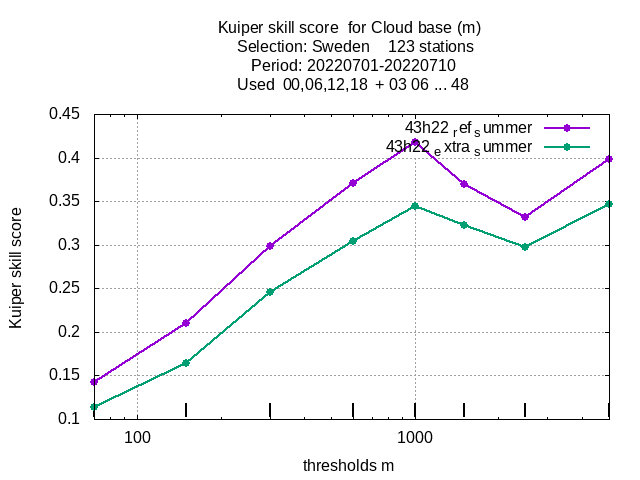 Kuiper skill score for Cloud base (m)
Selection: Sweden 123 stations
Period: 20220701-20220710
Used 00,06,12,18 + 03 06 ... 48
43h22 ref summer
43h22 extra summer
0.45
0.4
0.35
0.3
0.25
0.2
0.15
0.1
Kuiper skill score
100 1000
thresholds m